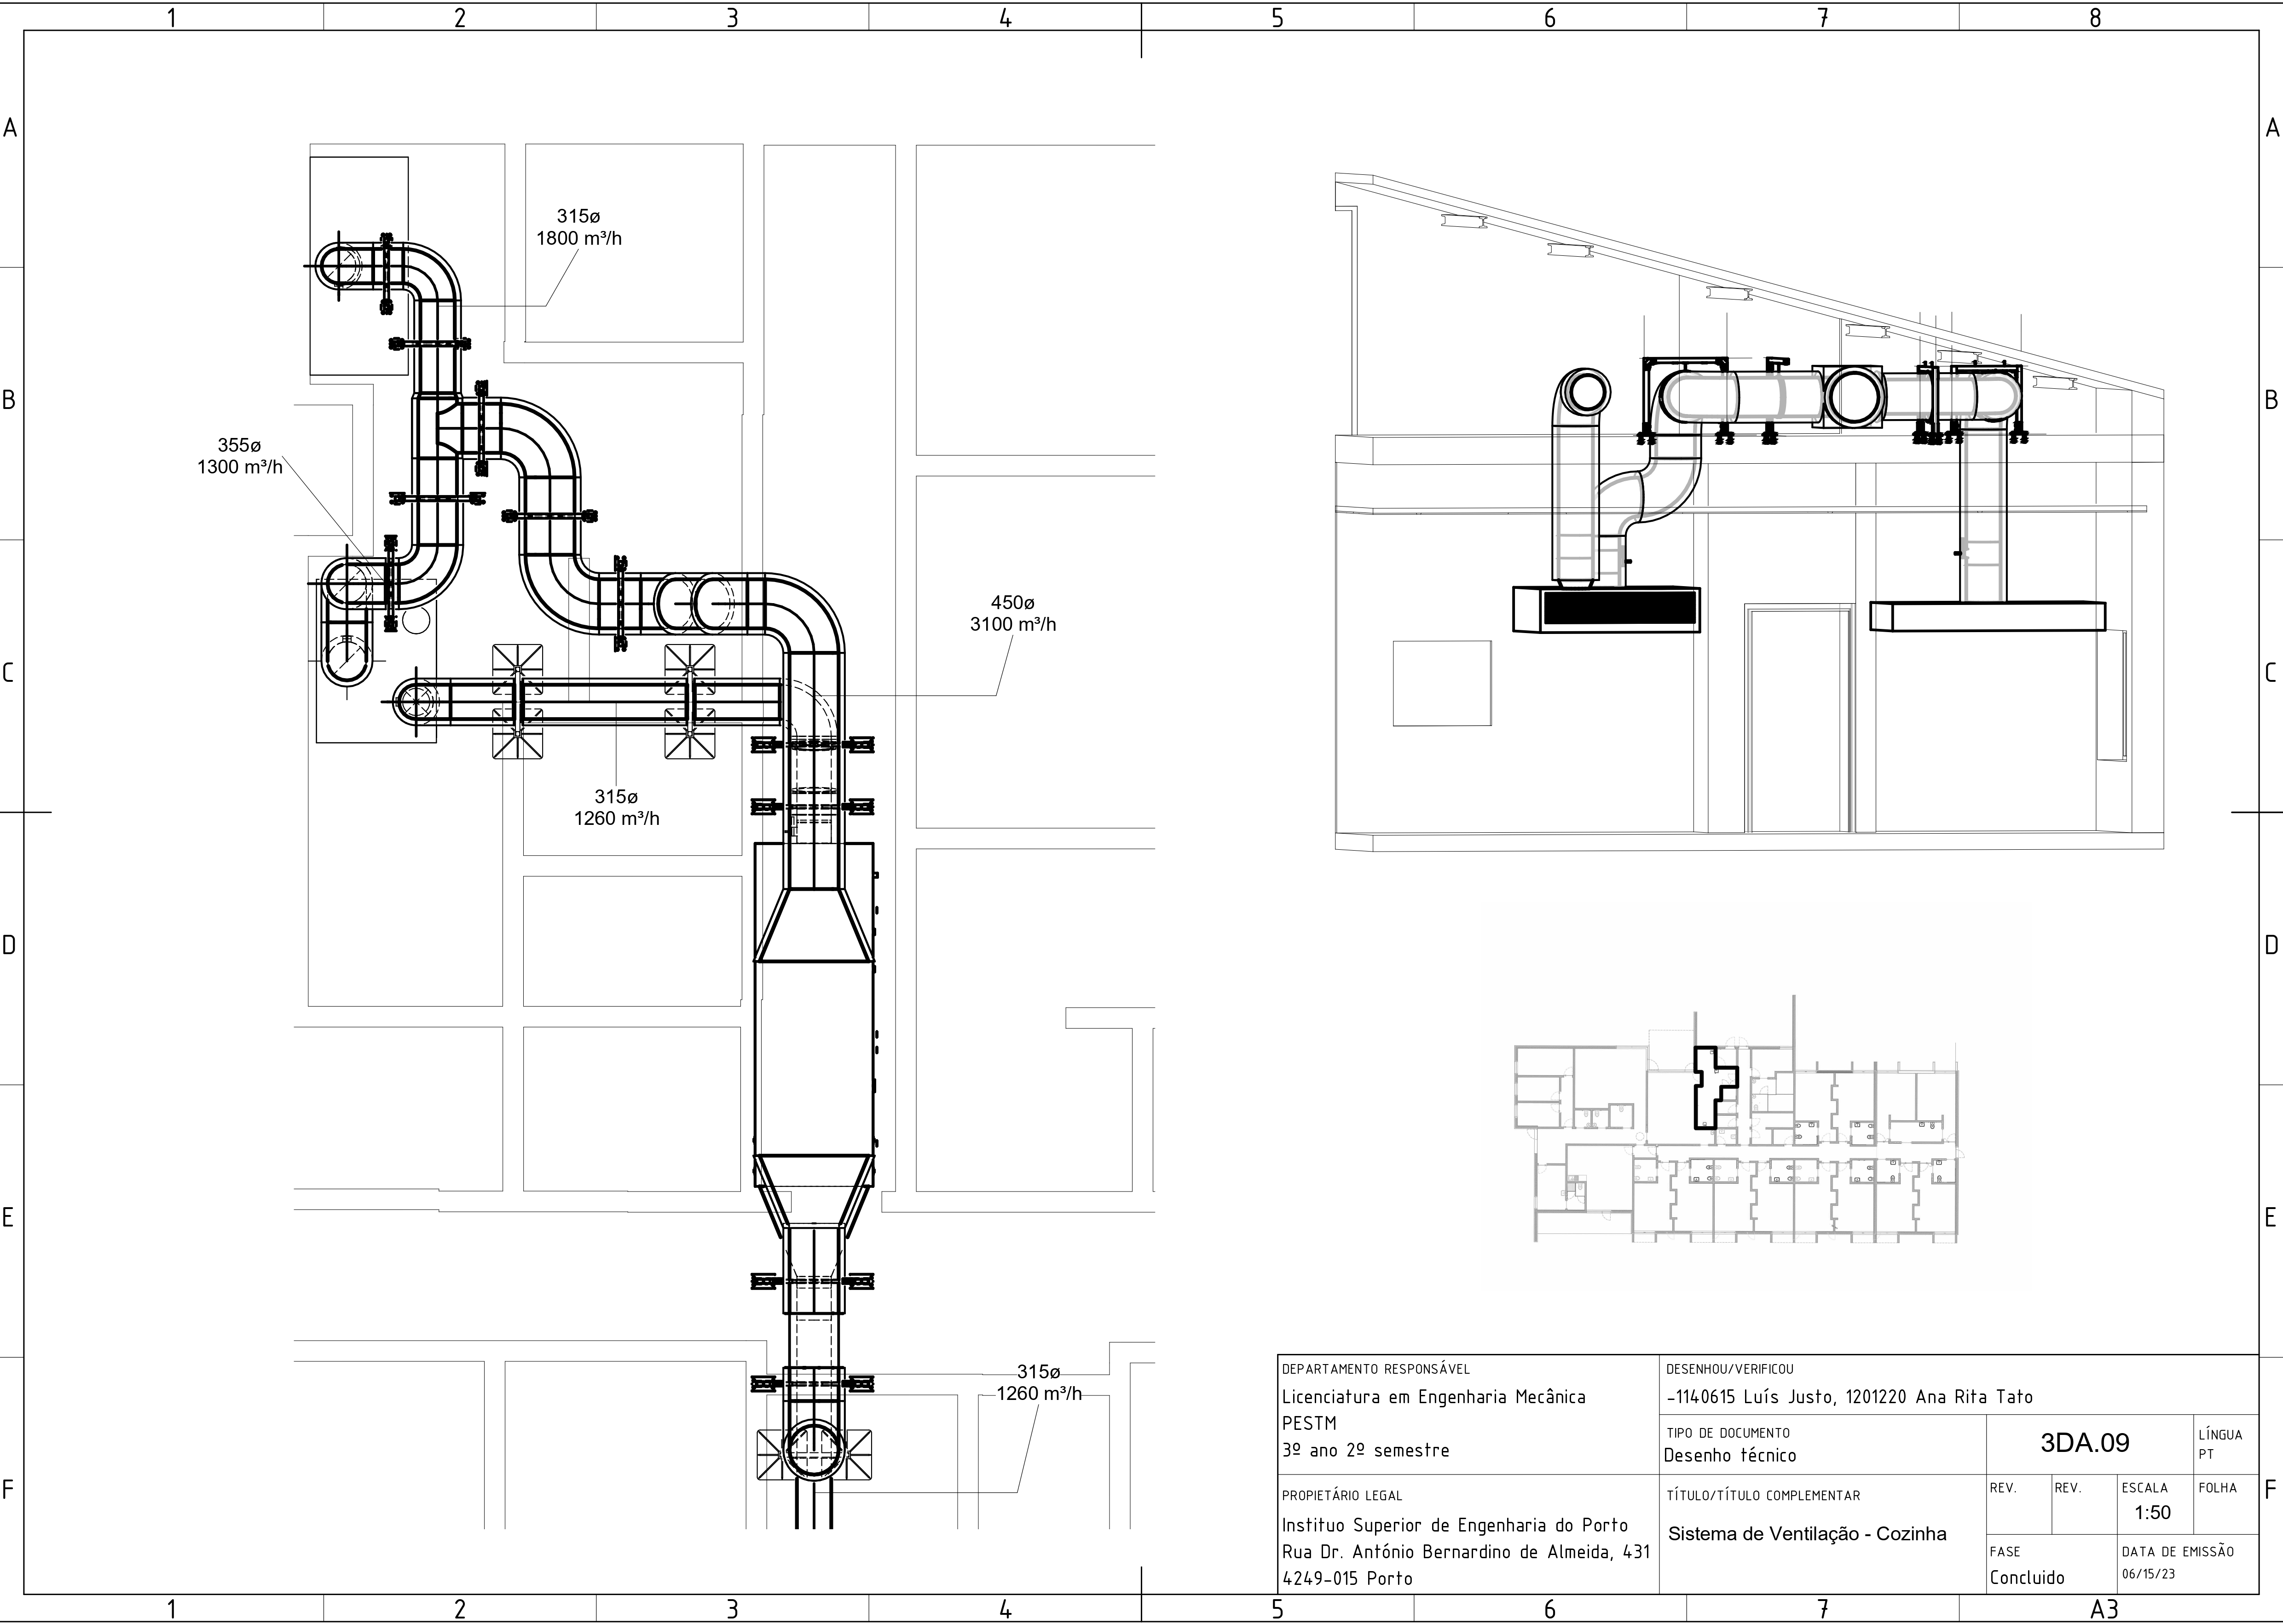 1 2 3 4 5 6 7 8
A A
B B
C C
D D
E E
F F
315ø
1800 m³/h
355ø
1300 m³/h
450ø
3100 m³/h
315ø
1260 m³/h
315ø
1260 m³/h
DEPARTAMENTO RESPONSÁVEL
Licenciatura em Engenharia Mecânica
PESTM
3º ano 2º semestre
DESENHOU/VERIFICOU
-1140615 Luís Justo, 1201220 Ana Rita Tato
TIPO DE DOCUMENTO
Desenho técnico
3DA.09
LÍNGUA
PT
PROPIETÁRIO LEGAL
Instituo Superior de Engenharia do Porto
Rua Dr. António Bernardino de Almeida, 431
4249-015 Porto
TÍTULO/TÍTULO COMPLEMENTAR
Sistema de Ventilação - Cozinha
REV. REV. ESCALA FOLHA
1:50
FASE
Concluido
DATA DE EMISSÃO
06/15/23
1 2 3 4 5 6 7 A3